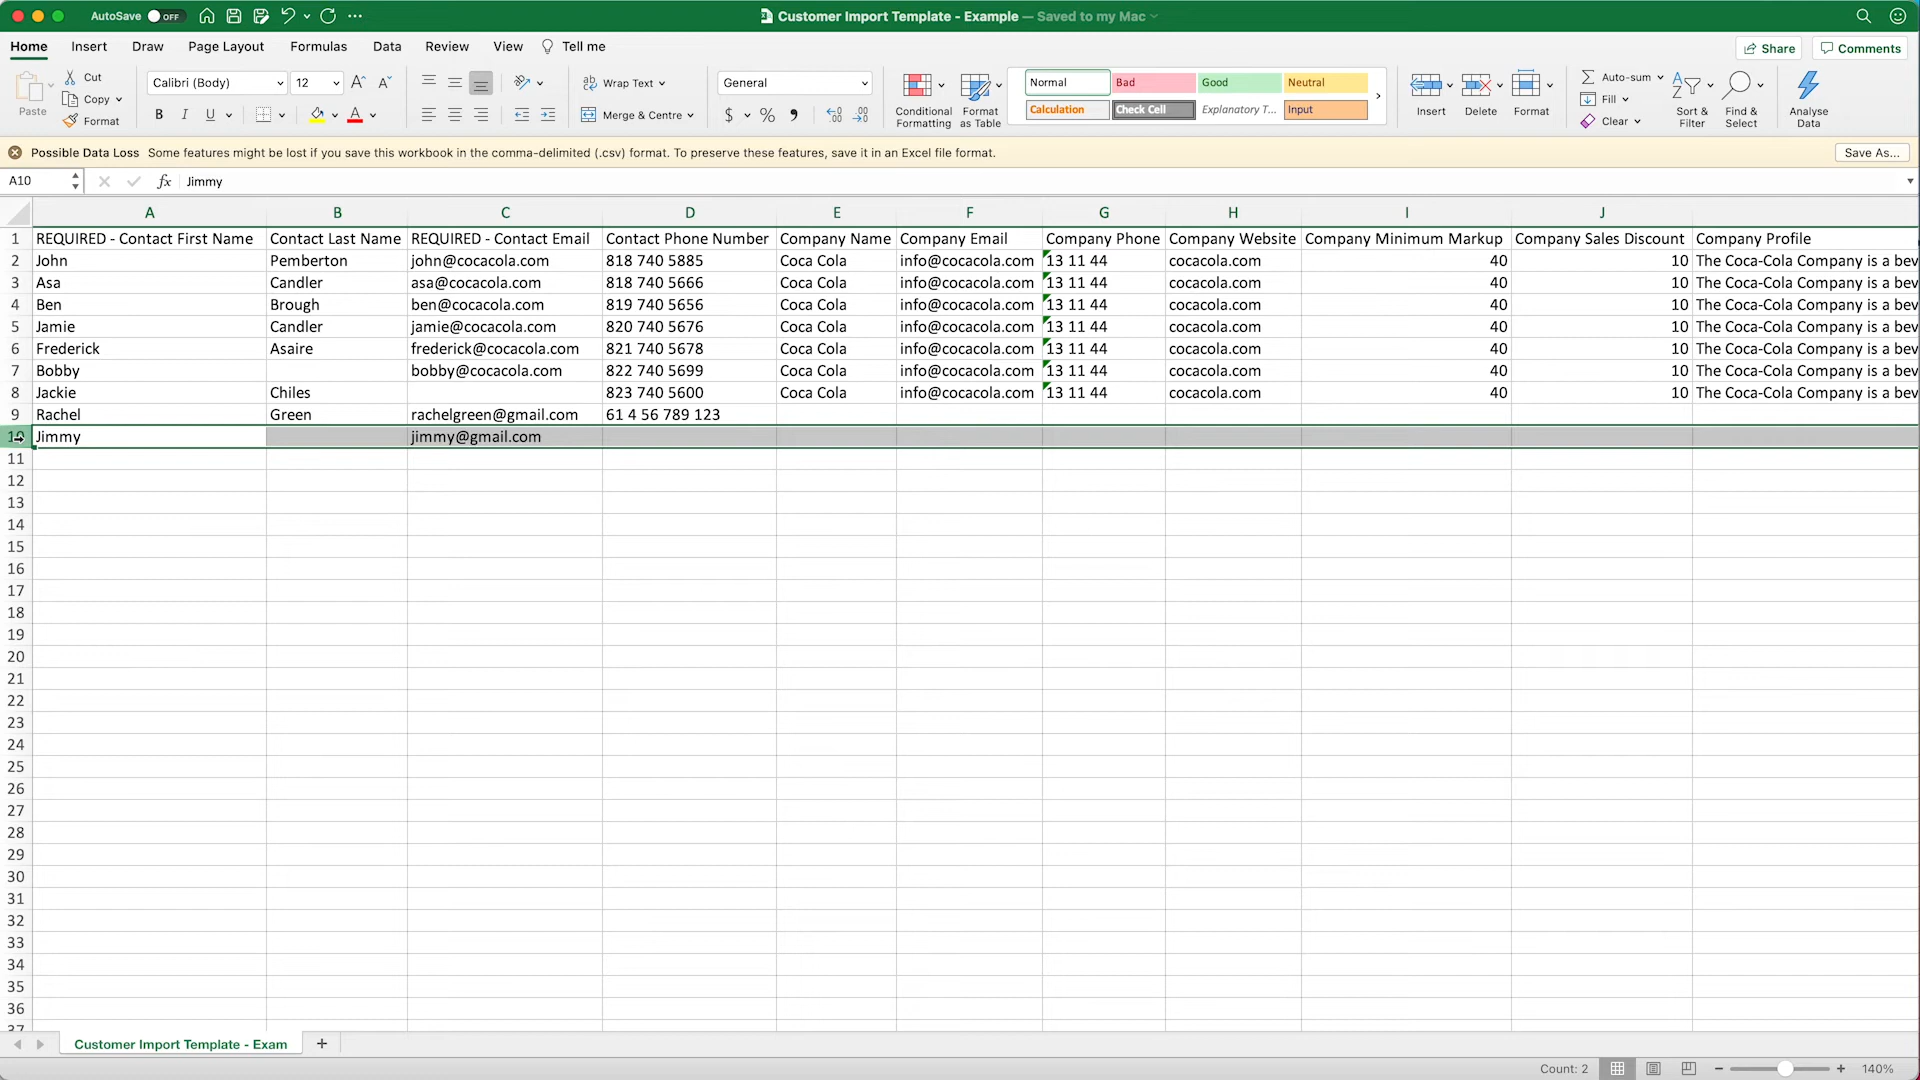 AutoSave OFF
Customer Import Template - Example — Saved to my Mac
Home Insert Draw Page Layout Formulas Data Review View Tell me
Share Comments
Paste Cut Copy Format
Calibri (Body) 12
B I U A
Wrap Text
Merge & Centre
General
$ %
Conditional Formatting
Format as Table
Normal Bad Good Neutral
Calculation Check Cell Explanatory T... Input
Insert Delete Format
Auto-sum
Fill
Clear
Sort & Filter
Find & Select
Analyse Data
Possible Data Loss Some features might be lost if you save this workbook in the comma-delimited (.csv) format. To preserve these features, save it in an Excel file format. Save As...
A10 fx Jimmy
A B C D E F G H I J
1 REQUIRED - Contact First Name Contact Last Name REQUIRED - Contact Email Contact Phone Number Company Name Company Email Company Phone Company Website Company Minimum Markup Company Sales Discount Company Profile
2 John Pemberton john@cocacola.com 818 740 5885 Coca Cola info@cocacola.com 13 11 44 cocacola.com 40 10 The Coca-Cola Company is a bev
3 Asa Candler asa@cocacola.com 818 740 5666 Coca Cola info@cocacola.com 13 11 44 cocacola.com 40 10 The Coca-Cola Company is a bev
4 Ben Brough ben@cocacola.com 819 740 5656 Coca Cola info@cocacola.com 13 11 44 cocacola.com 40 10 The Coca-Cola Company is a bev
5 Jamie Candler jamie@cocacola.com 820 740 5676 Coca Cola info@cocacola.com 13 11 44 cocacola.com 40 10 The Coca-Cola Company is a bev
6 Frederick Asaire frederick@cocacola.com 821 740 5678 Coca Cola info@cocacola.com 13 11 44 cocacola.com 40 10 The Coca-Cola Company is a bev
7 Bobby bobby@cocacola.com 822 740 5699 Coca Cola info@cocacola.com 13 11 44 cocacola.com 40 10 The Coca-Cola Company is a bev
8 Jackie Chiles 823 740 5600 Coca Cola info@cocacola.com 13 11 44 cocacola.com 40 10 The Coca-Cola Company is a bev
9 Rachel Green rachelgreen@gmail.com 61 4 56 789 123
10 Jimmy jimmy@gmail.com
11
12
13
14
15
16
17
18
19
20
21
22
23
24
25
26
27
28
29
30
31
32
33
34
35
36
37
Customer Import Template - Exam +
Count: 2 140%